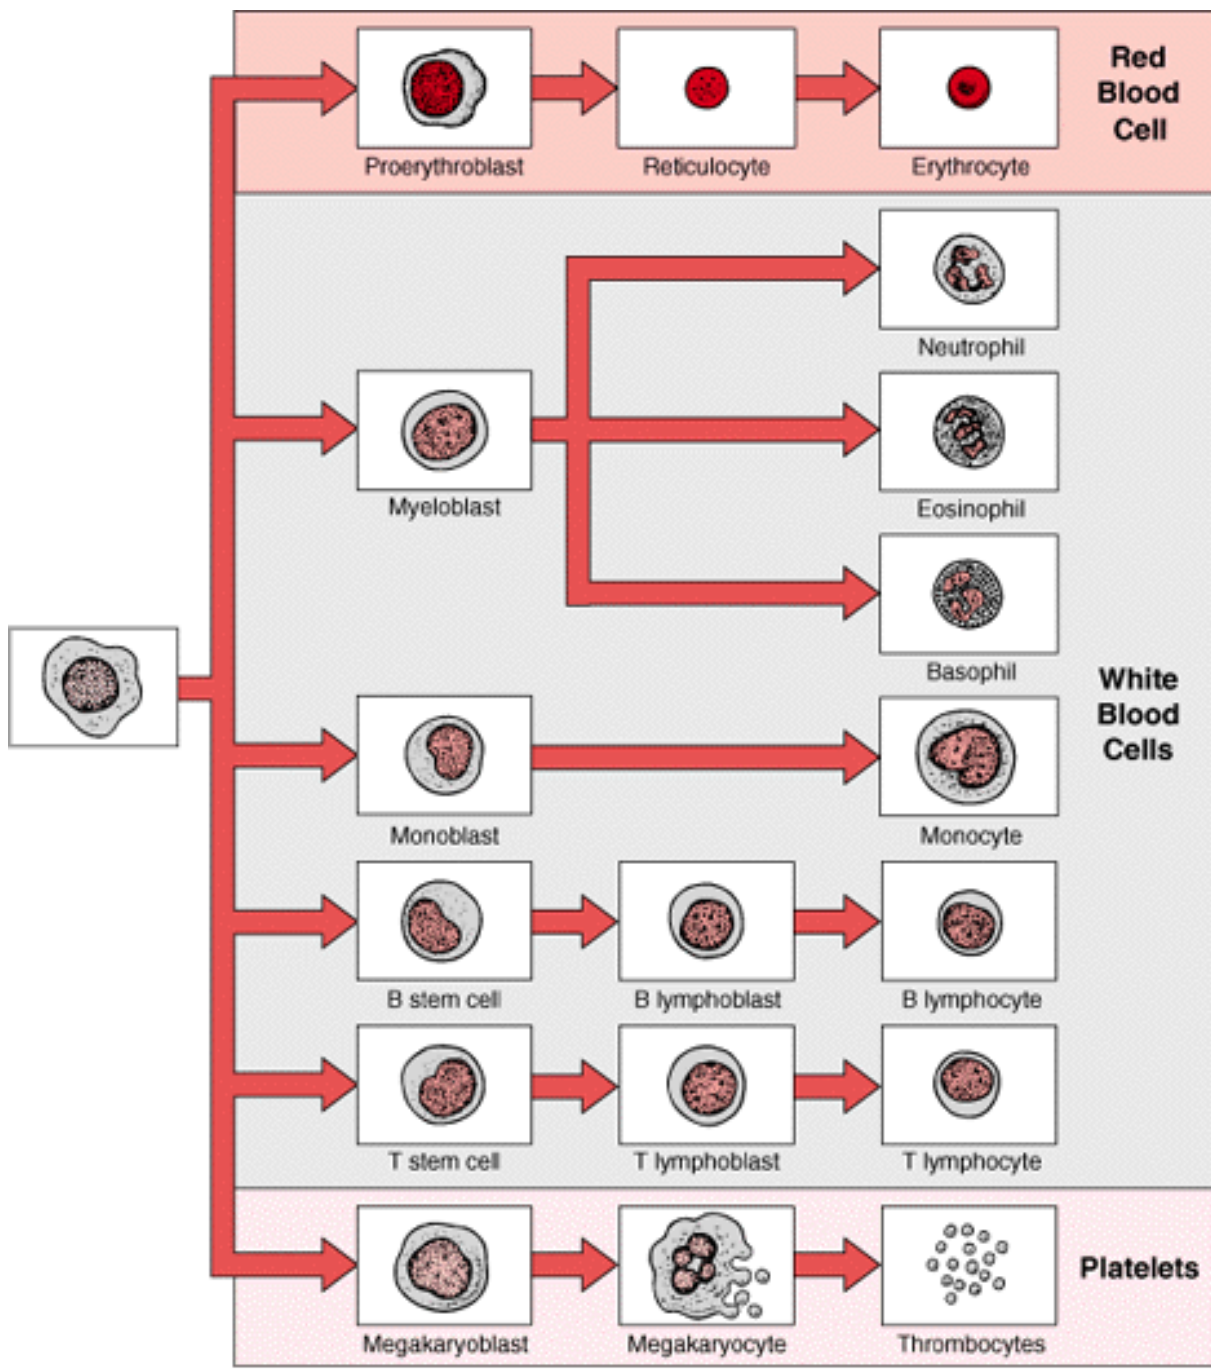 Proerythroblast
Reticulocyte
Erythrocyte
Red
Blood
Cell
Neutrophil
Myeloblast
Eosinophil
Basophil
White
Blood
Cells
Monoblast
Monocyte
B stem cell
B lymphoblast
B lymphocyte
T stem cell
T lymphoblast
T lymphocyte
Megakaryoblast
Megakaryocyte
Thrombocytes
Platelets